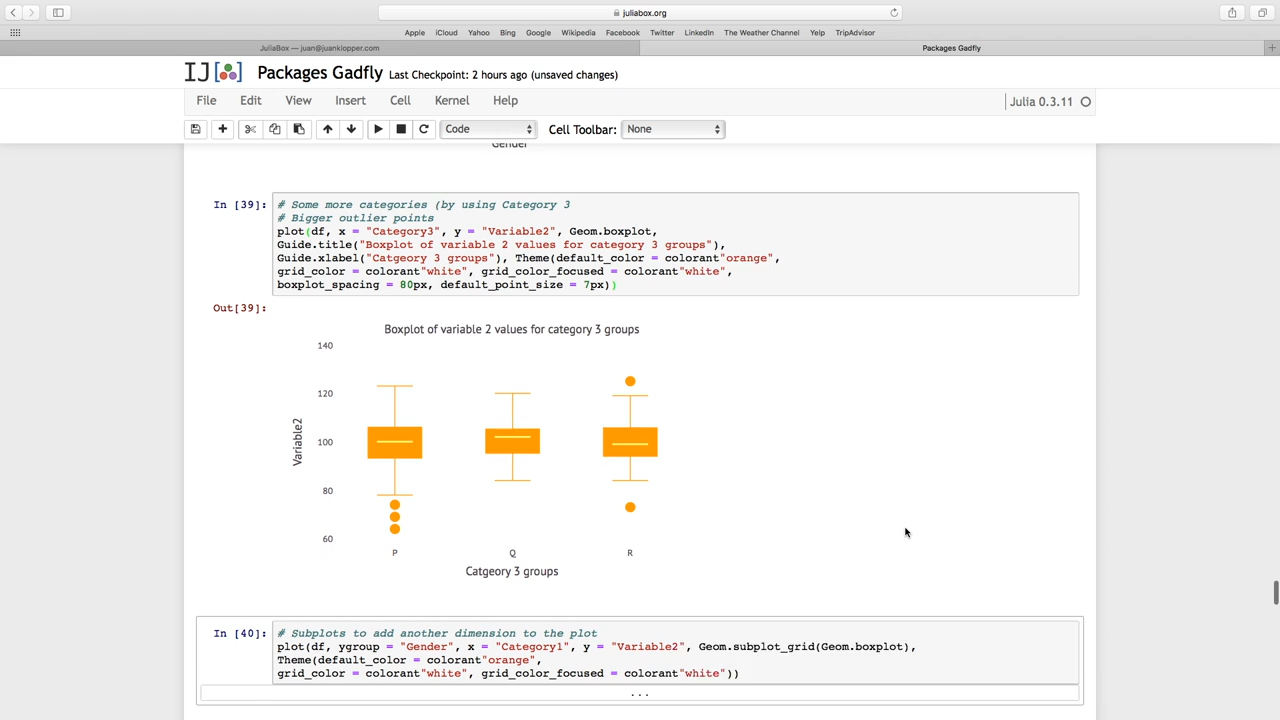 juliabox.org
Apple iCloud Yahoo Bing Google Wikipedia Facebook Twitter LinkedIn The Weather Channel Yelp TripAdvisor
JuliaBox — juan@juanklopper.com
Packages Gadfly
IJ Packages Gadfly Last Checkpoint: 2 hours ago (unsaved changes)
File Edit View Insert Cell Kernel Help
Julia 0.3.11
Code
Cell Toolbar: None
Gender
In [39]:
# Some more categories (by using Category 3
# Bigger outlier points
plot(df, x = "Category3", y = "Variable2", Geom.boxplot,
Guide.title("Boxplot of variable 2 values for category 3 groups"),
Guide.xlabel("Catgeory 3 groups"), Theme(default_color = colorant"orange",
grid_color = colorant"white", grid_color_focused = colorant"white",
boxplot_spacing = 80px, default_point_size = 7px))
Out[39]:
Boxplot of variable 2 values for category 3 groups
140
120
100
80
60
Variable2
P Q R
Catgeory 3 groups
In [40]:
# Subplots to add another dimension to the plot
plot(df, ygroup = "Gender", x = "Category1", y = "Variable2", Geom.subplot_grid(Geom.boxplot),
Theme(default_color = colorant"orange",
grid_color = colorant"white", grid_color_focused = colorant"white"))
...